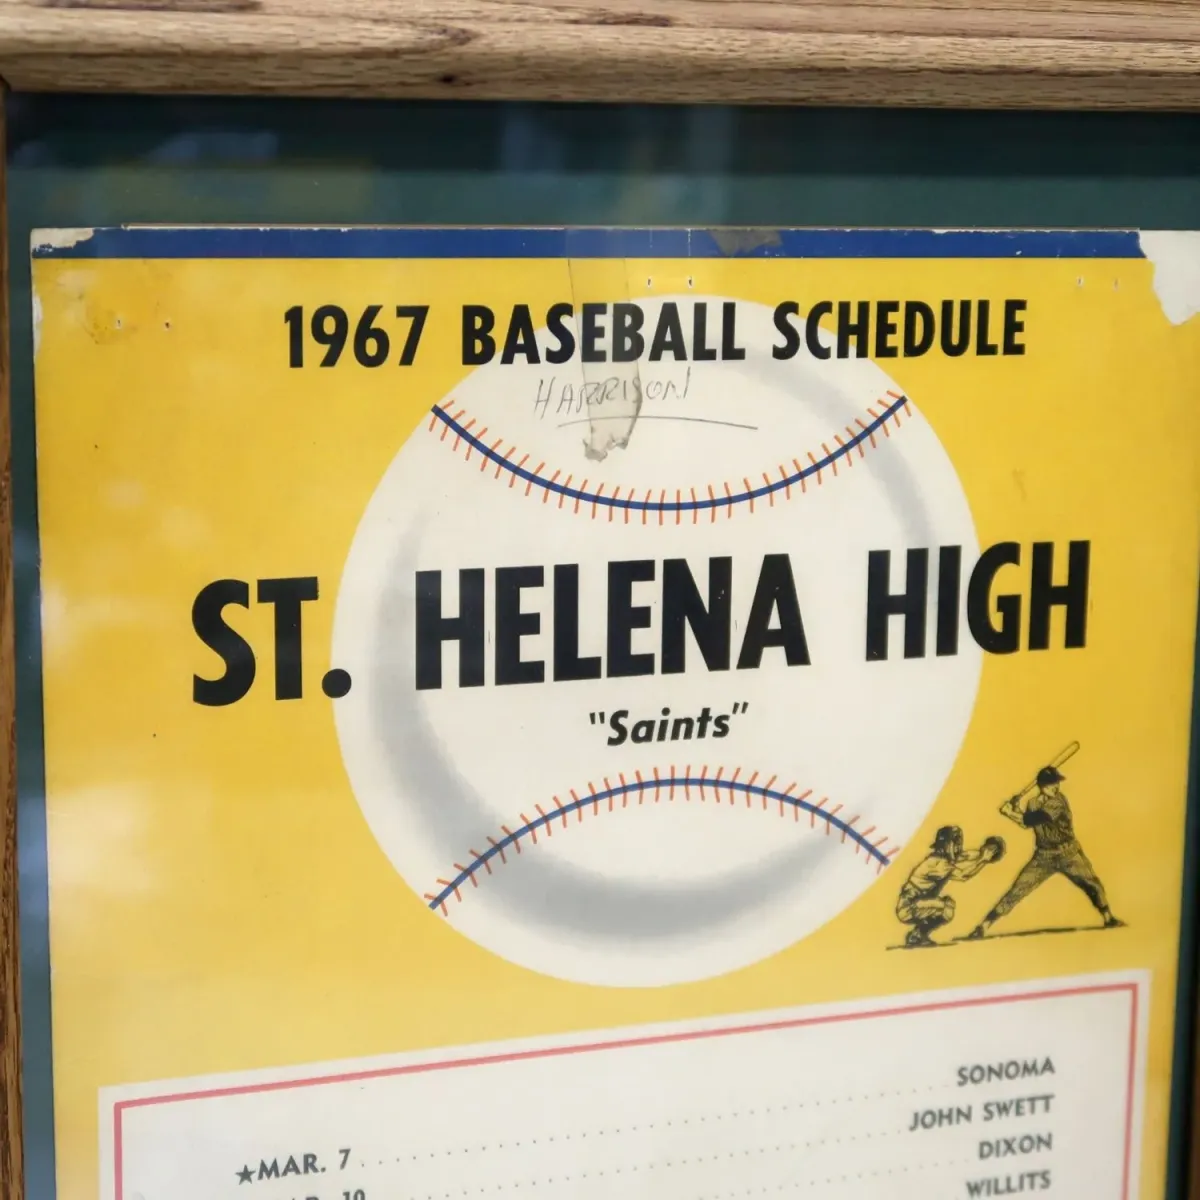 1967 BASEBALL SCHEDULE
HARRISON
ST. HELENA HIGH
"Saints"
★MAR. 7 . . . . . . . . . . . . . . . . . . . . SONOMA
JOHN SWETT
DIXON
WILLITS